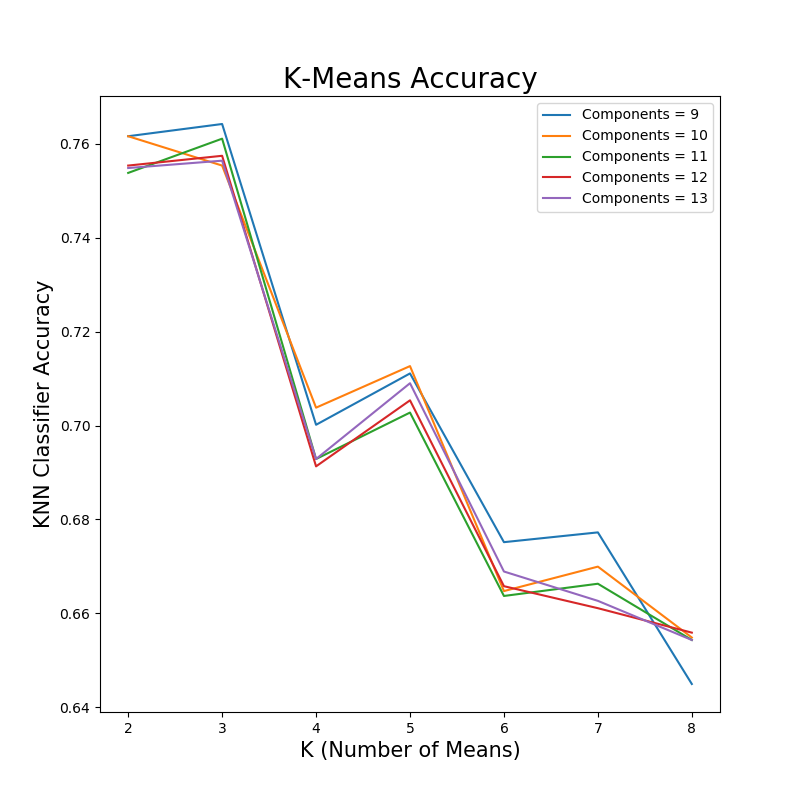 K-Means Accuracy
Components = 9
Components = 10
Components = 11
Components = 12
Components = 13
KNN Classifier Accuracy
0.76
0.74
0.72
0.70
0.68
0.66
0.64
2 3 4 5 6 7 8
K (Number of Means)